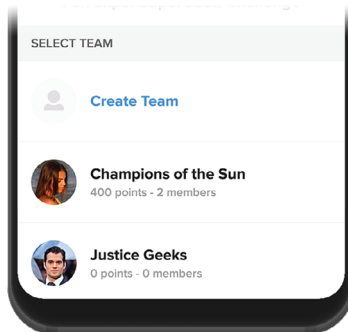 SELECT TEAM
Create Team
Champions of the Sun
400 points - 2 members
Justice Geeks
0 points - 0 members